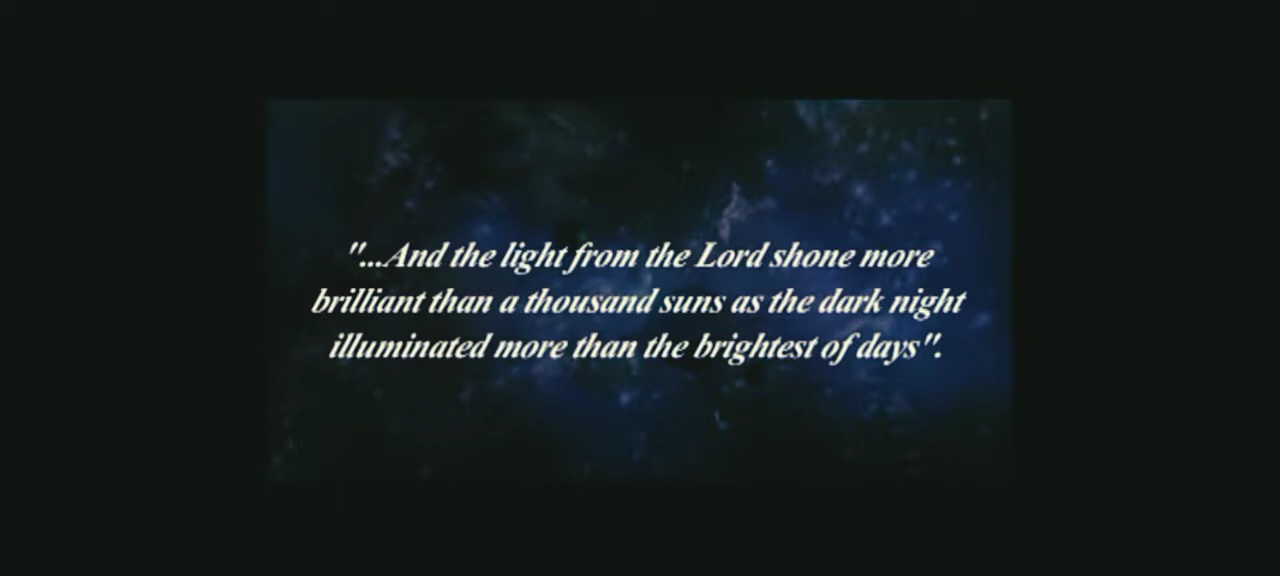 "...And the light from the Lord shone more
brilliant than a thousand suns as the dark night
illuminated more than the brightest of days".